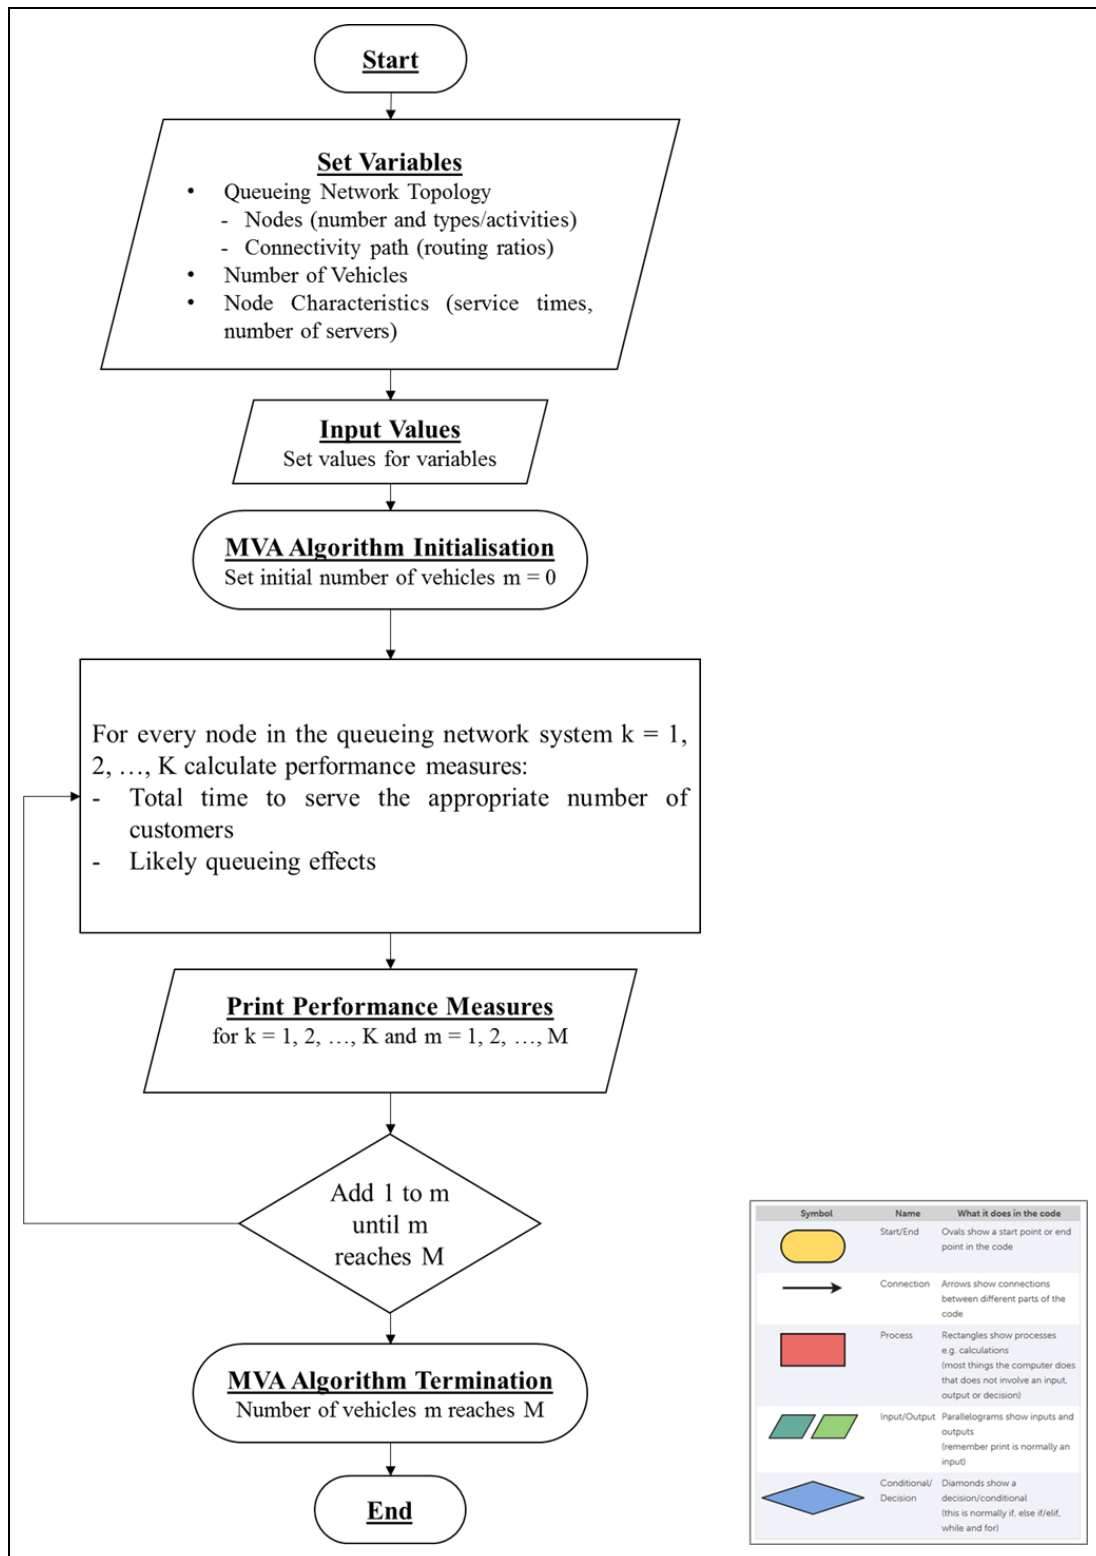 Start
Set Variables
• Queueing Network Topology
- Nodes (number and types/activities)
- Connectivity path (routing ratios)
• Number of Vehicles
• Node Characteristics (service times,
number of servers)
Input Values
Set values for variables
MVA Algorithm Initialisation
Set initial number of vehicles m = 0
For every node in the queueing network system k = 1,
2, …, K calculate performance measures:
- Total time to serve the appropriate number of
customers
- Likely queueing effects
Print Performance Measures
for k = 1, 2, …, K and m = 1, 2, …, M
Add 1 to m
until m
reaches M
MVA Algorithm Termination
Number of vehicles m reaches M
End
Symbol Name What it does in the code
Start/End Ovals show a start point or end
point in the code
Connection Arrows show connections
between different parts of the
code
Process Rectangles show processes
e.g. calculations
(most things the computer does
that does not involve an input,
output or decision)
Input/Output Parallelograms show inputs and
outputs
(remember print is normally an
input)
Conditional/ Diamonds show a
Decision decision/conditional
(this is normally if, else if/elif,
while and for)